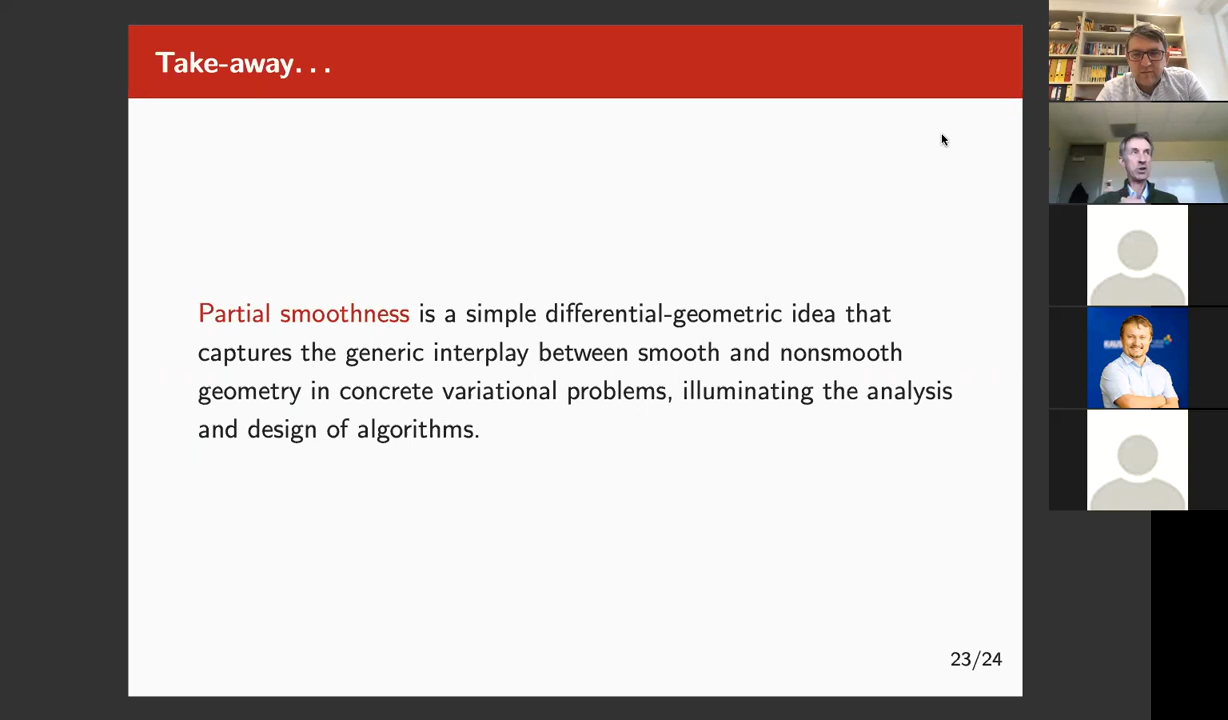 Take-away...
Partial smoothness is a simple differential-geometric idea that
captures the generic interplay between smooth and nonsmooth
geometry in concrete variational problems, illuminating the analysis
and design of algorithms.
23/24